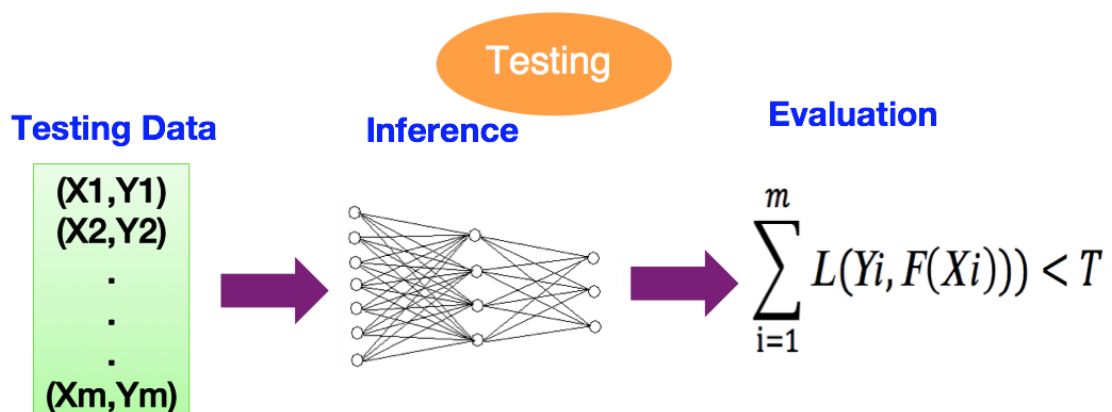 Testing
Testing Data
Inference
Evaluation
(X1,Y1)
(X2,Y2)
.
.
.
(Xm,Ym)
m
∑ L(Yi, F(Xi))) < T
i=1